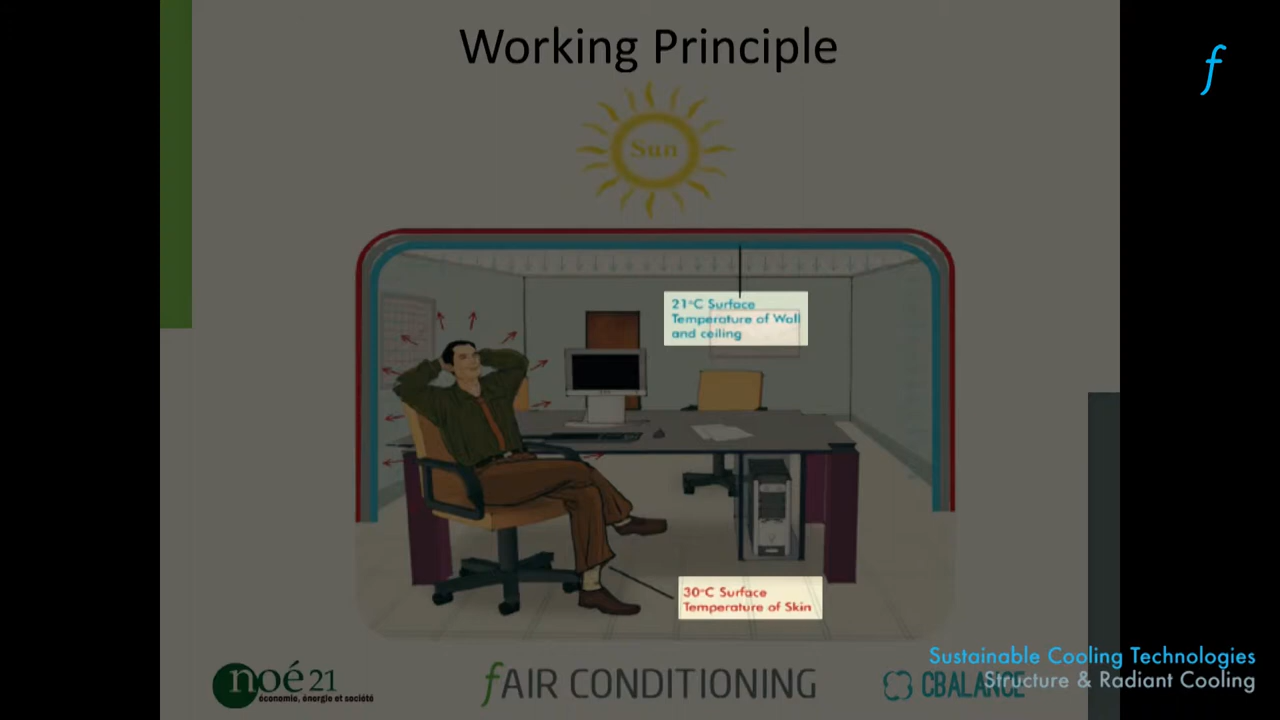 Working Principle
f
Sun
21°C Surface
Temperature of Wall
and ceiling
30°C Surface
Temperature of Skin
Sustainable Cooling Technologies
Structure & Radiant Cooling
noé21
économie, énergie et société
fAIR CONDITIONING
CBALANCE